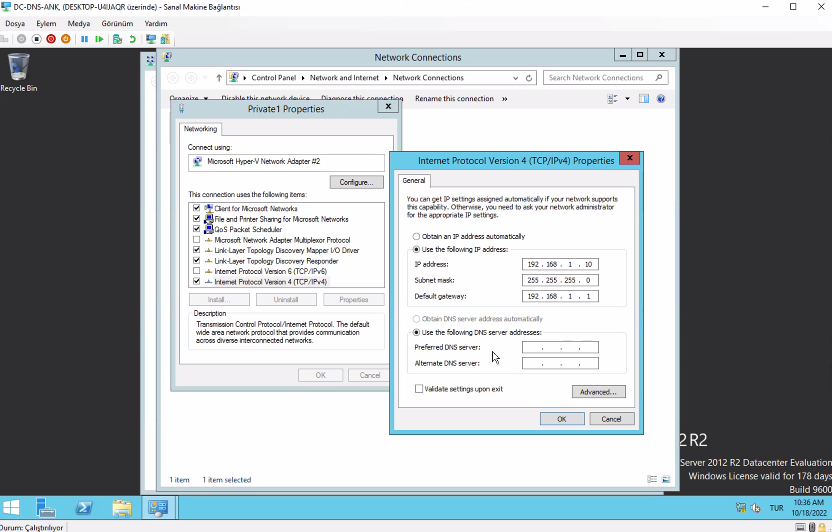 DC-DNS-ANK, (DESKTOP-U4UAQR üzerinde) - Sanal Makine Bağlantısı
Dosya Eylem Medya Görünüm Yardım
Recycle Bin
Network Connections
Control Panel Network and Internet Network Connections
Search Network Connections
Organize Disable this network device Diagnose this connection Rename this connection »
Private1 Properties
Networking
Connect using:
Microsoft Hyper-V Network Adapter #2
Configure...
This connection uses the following items:
Client for Microsoft Networks
File and Printer Sharing for Microsoft Networks
QoS Packet Scheduler
Microsoft Network Adapter Multiplexor Protocol
Link-Layer Topology Discovery Mapper I/O Driver
Link-Layer Topology Discovery Responder
Internet Protocol Version 6 (TCP/IPv6)
Internet Protocol Version 4 (TCP/IPv4)
Install... Uninstall Properties
Description
Transmission Control Protocol/Internet Protocol. The default
wide area network protocol that provides communication
across diverse interconnected networks.
OK Cancel
Internet Protocol Version 4 (TCP/IPv4) Properties
General
You can get IP settings assigned automatically if your network supports
this capability. Otherwise, you need to ask your network administrator
for the appropriate IP settings.
Obtain an IP address automatically
Use the following IP address:
IP address: 192 . 168 . 1 . 10
Subnet mask: 255 . 255 . 255 . 0
Default gateway: 192 . 168 . 1 . 1
Obtain DNS server address automatically
Use the following DNS server addresses:
Preferred DNS server: . . .
Alternate DNS server: . . .
Validate settings upon exit
Advanced...
OK Cancel
1 item 1 item selected
2 R2
Server 2012 R2 Datacenter Evaluation
Windows License valid for 178 days
Build 9600
TUR
10:36 AM
10/18/2022
Durum: Çalıştırılıyor